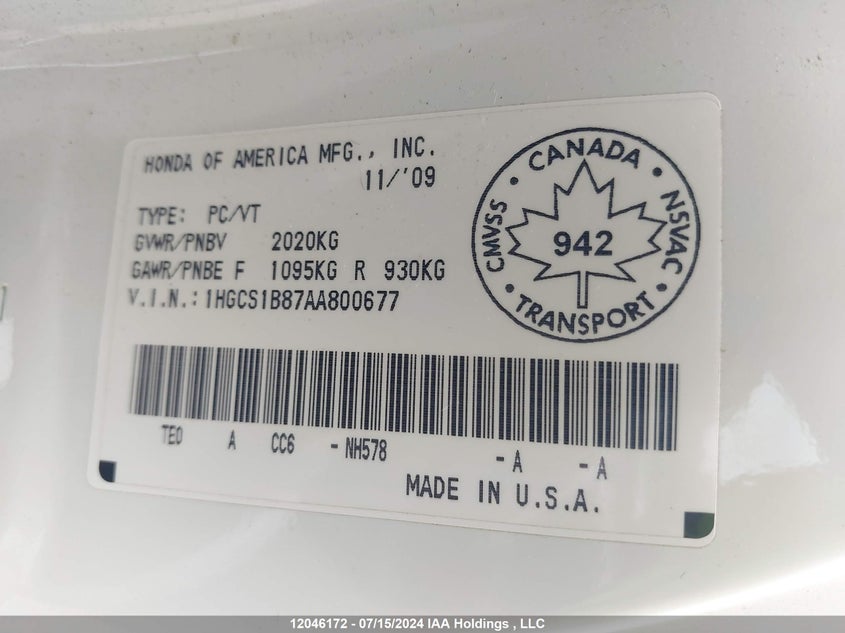 HONDA OF AMERICA MFG., INC.
11/'09
TYPE: PC/VT
GVWR/PNBV 2020KG
GAWR/PNBE F 1095KG R 930KG
V.I.N.: 1HGCS1B87AA800677
CANADA
CMVSS
NSVAC
942
TRANSPORT
TE0 A CC6 - NH578 - A - A
MADE IN U.S.A.
12046172 - 07/15/2024 IAA Holdings , LLC